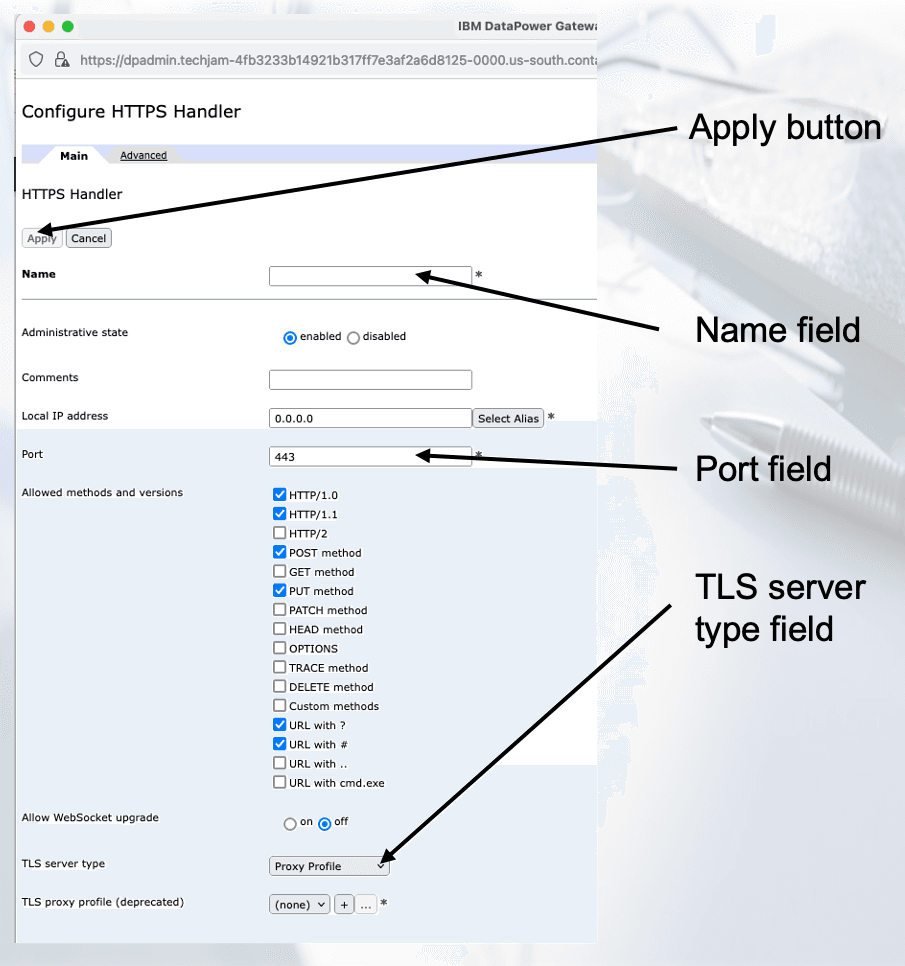 IBM DataPower Gatewa
https://dpadmin.techjam-4fb3233b14921b317ff7e3af2a6d8125-0000.us-south.conta
Configure HTTPS Handler
Main Advanced
HTTPS Handler
Apply Cancel
Apply button
Name *
Name field
Administrative state enabled disabled
Comments
Local IP address 0.0.0.0 Select Alias *
Port 443 *
Port field
Allowed methods and versions HTTP/1.0
HTTP/1.1
HTTP/2
POST method
GET method
PUT method
PATCH method
HEAD method
OPTIONS
TRACE method
DELETE method
Custom methods
URL with ?
URL with #
URL with ..
URL with cmd.exe
TLS server
type field
Allow WebSocket upgrade on off
TLS server type Proxy Profile
TLS proxy profile (deprecated) (none) + ... *